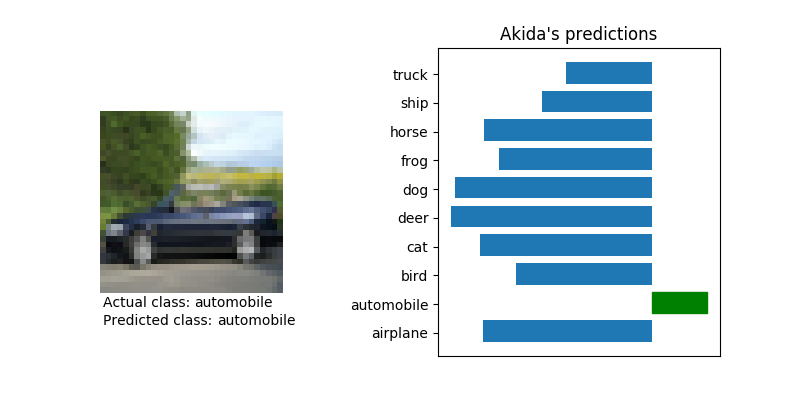 Akida's predictions
truck
ship
horse
frog
dog
deer
cat
bird
automobile
airplane
Actual class: automobile
Predicted class: automobile